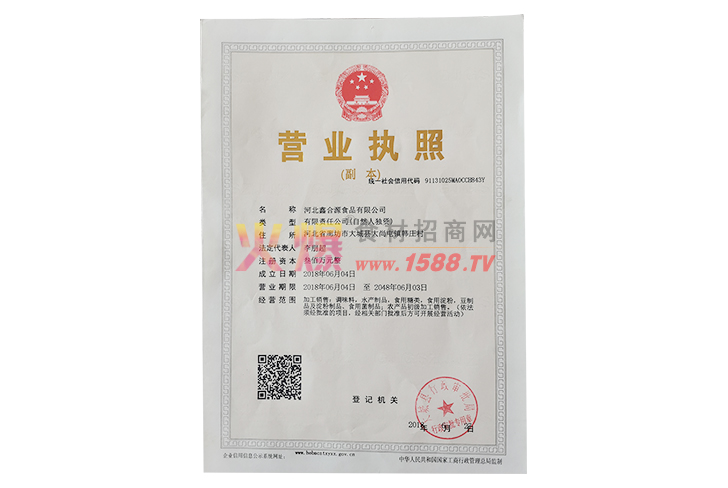 营业执照
(副 本)
统一社会信用代码 91131025MA0CCHB43Y
名 称 河北鑫合源食品有限公司
类 型 有限责任公司(自然人独资)
住 所 河北省廊坊市大城县大尚屯镇韩庄村
法定代表人
注册资本 叁佰万元整
成立日期 2018年06月04日
营业期限 2018年06月04日 至 2048年06月03日
经营范围 加工销售：调味料，水产制品，食用糖类，食用淀粉，豆制
品及淀粉制品、食用菌制品；农产品初级加工销售。(依法
须经批准的项目，经相关部门批准后方可开展经营活动)
火爆食材招商网
www.1588.TV
登记机关
年 月 日
企业信用信息公示系统网址：
中华人民共和国国家工商行政管理总局监制